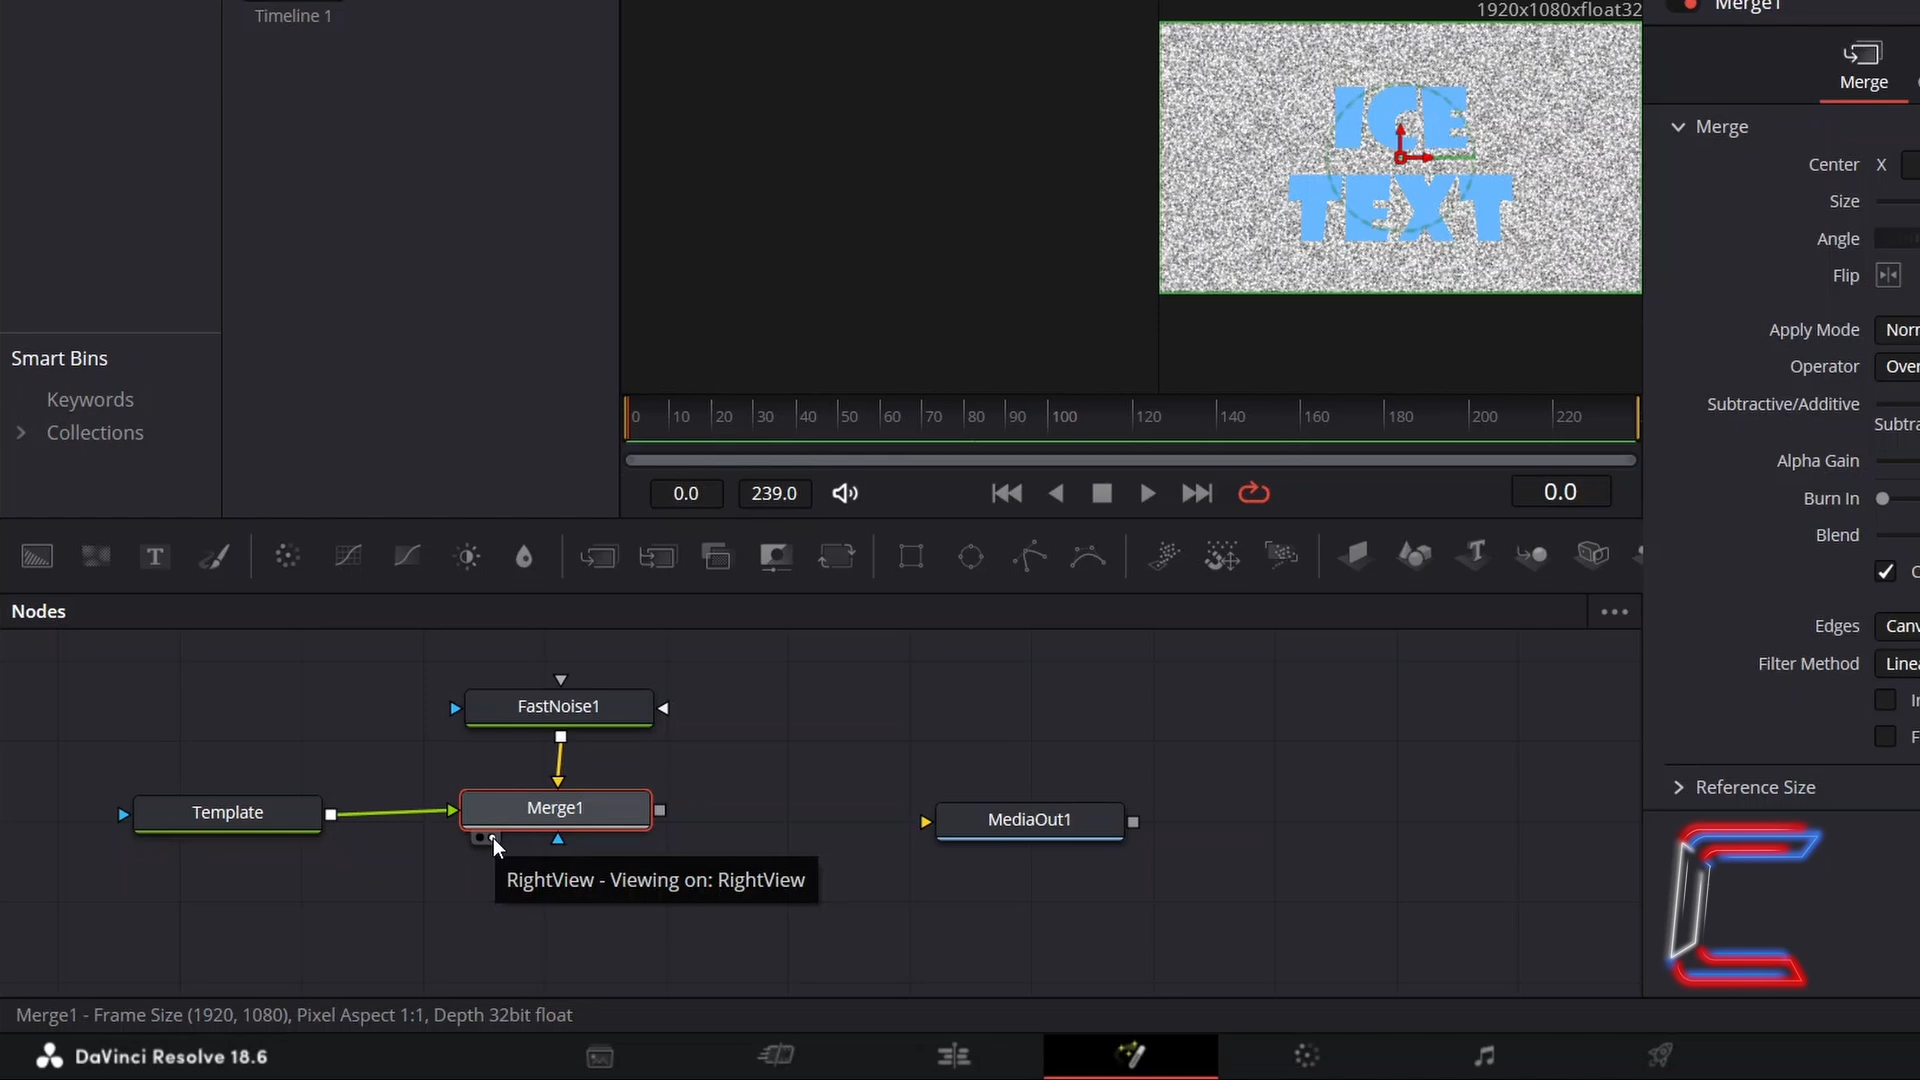 Timeline 1
1920x1080xfloat32
Merge1
ICE
TEXT
Merge
Merge
Center X
Size
Angle
Flip
Apply Mode Norr
Operator Over
Subtractive/Additive
Subtra
Alpha Gain
Burn In
Blend
Edges Canv
Filter Method Line
Reference Size
Smart Bins
Keywords
Collections
0 10 20 30 40 50 60 70 80 90 100 120 140 160 180 200 220
0.0 239.0 0.0
T
Nodes
FastNoise1
Template
Merge1
MediaOut1
RightView - Viewing on: RightView
Merge1 - Frame Size (1920, 1080), Pixel Aspect 1:1, Depth 32bit float
DaVinci Resolve 18.6